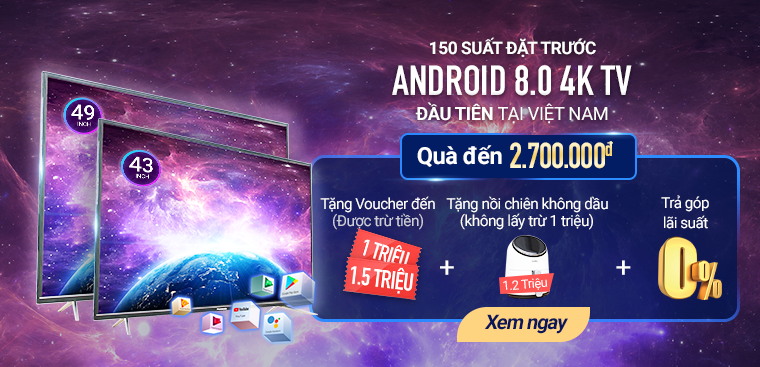 150 SUẤT ĐẶT TRƯỚC
ANDROID 8.0 4K TV
ĐẦU TIÊN TẠI VIỆT NAM
49
INCH
43
INCH
Quà đến 2.700.000đ
Tặng Voucher đến
(Được trừ tiền)
1 TRIỆU
1.5 TRIỆU
+
Tặng nồi chiên không dầu
(không lấy trừ 1 triệu)
1.2 Triệu
+
Trả góp
lãi suất
0%
YouTube
Xem ngay